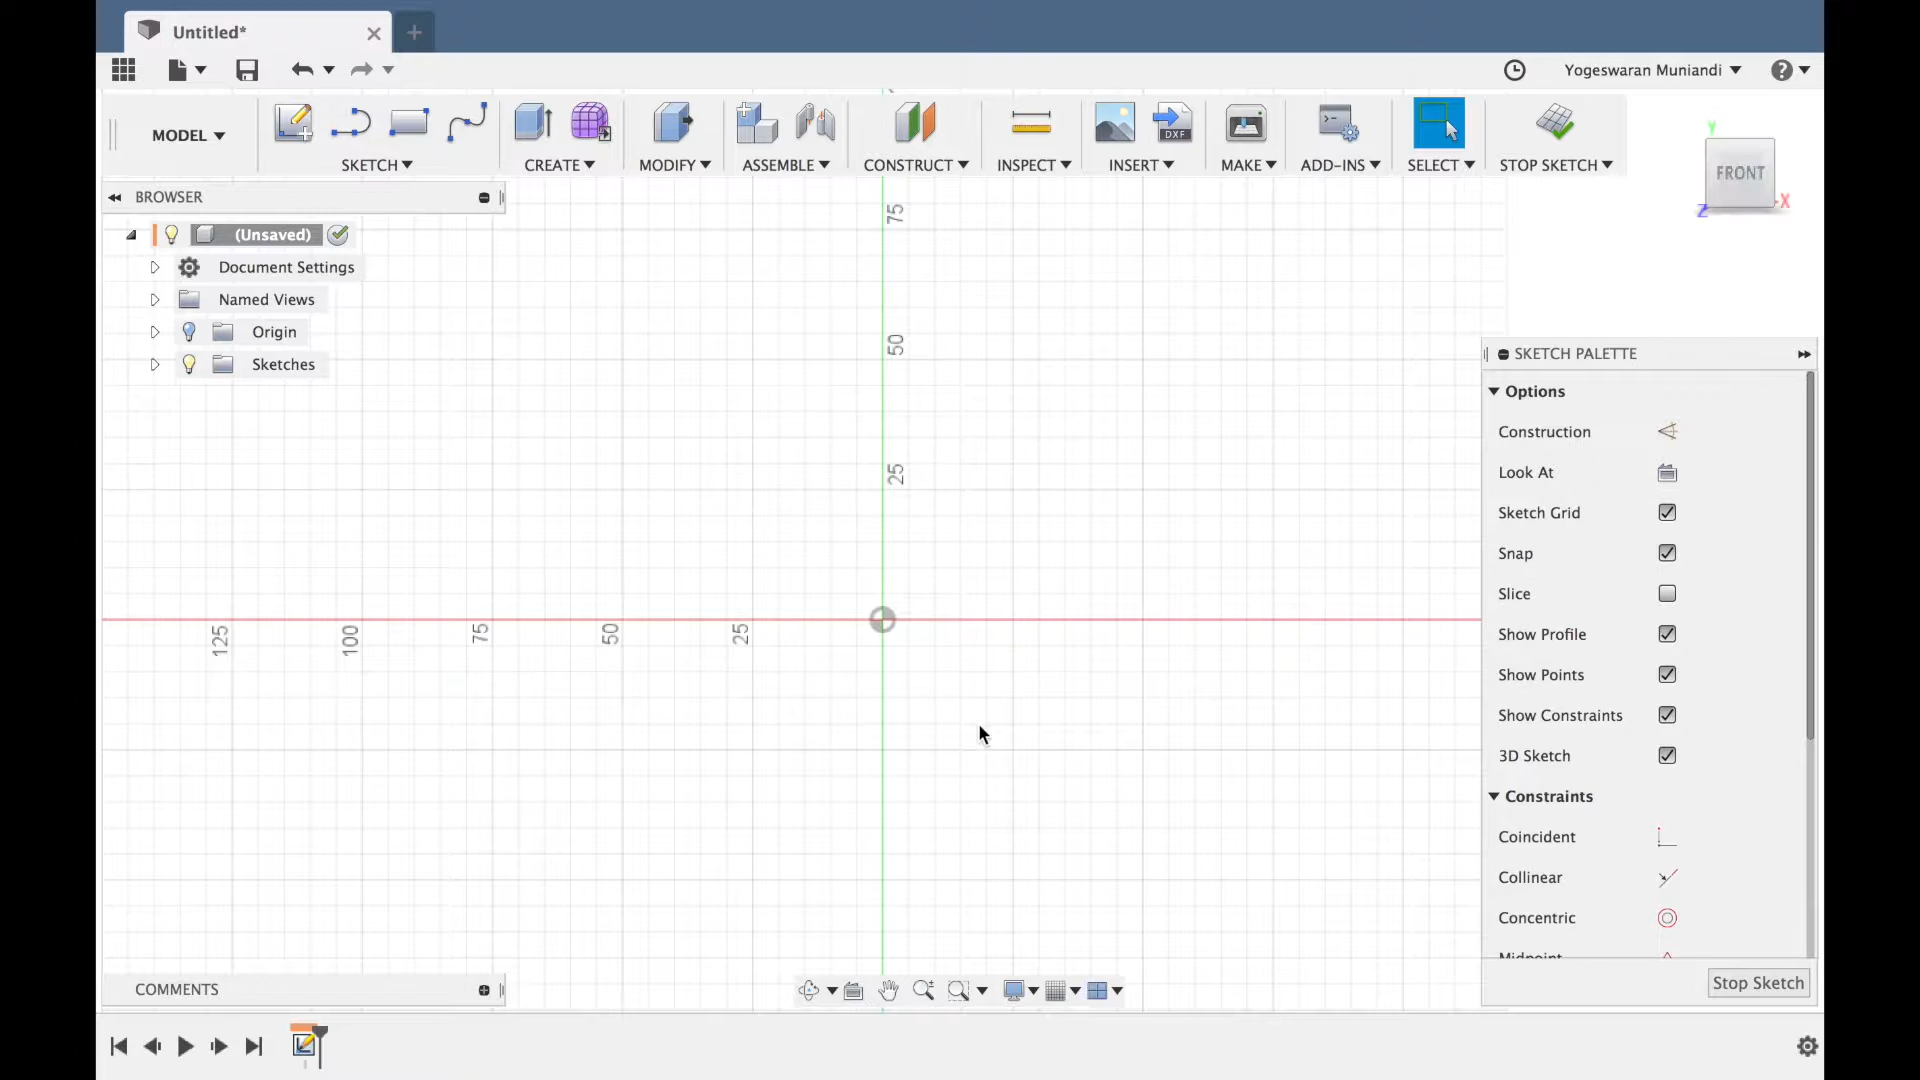 Untitled*
Yogeswaran Muniandi
MODEL
SKETCH
CREATE
MODIFY
ASSEMBLE
CONSTRUCT
INSPECT
INSERT
DXF
MAKE
ADD-INS
SELECT
STOP SKETCH
Y
FRONT
Z
X
BROWSER
(Unsaved)
Document Settings
Named Views
Origin
Sketches
75
50
25
125
100
75
50
25
SKETCH PALETTE
Options
Construction
Look At
Sketch Grid
Snap
Slice
Show Profile
Show Points
Show Constraints
3D Sketch
Constraints
Coincident
Collinear
Concentric
Midpoint
Stop Sketch
COMMENTS